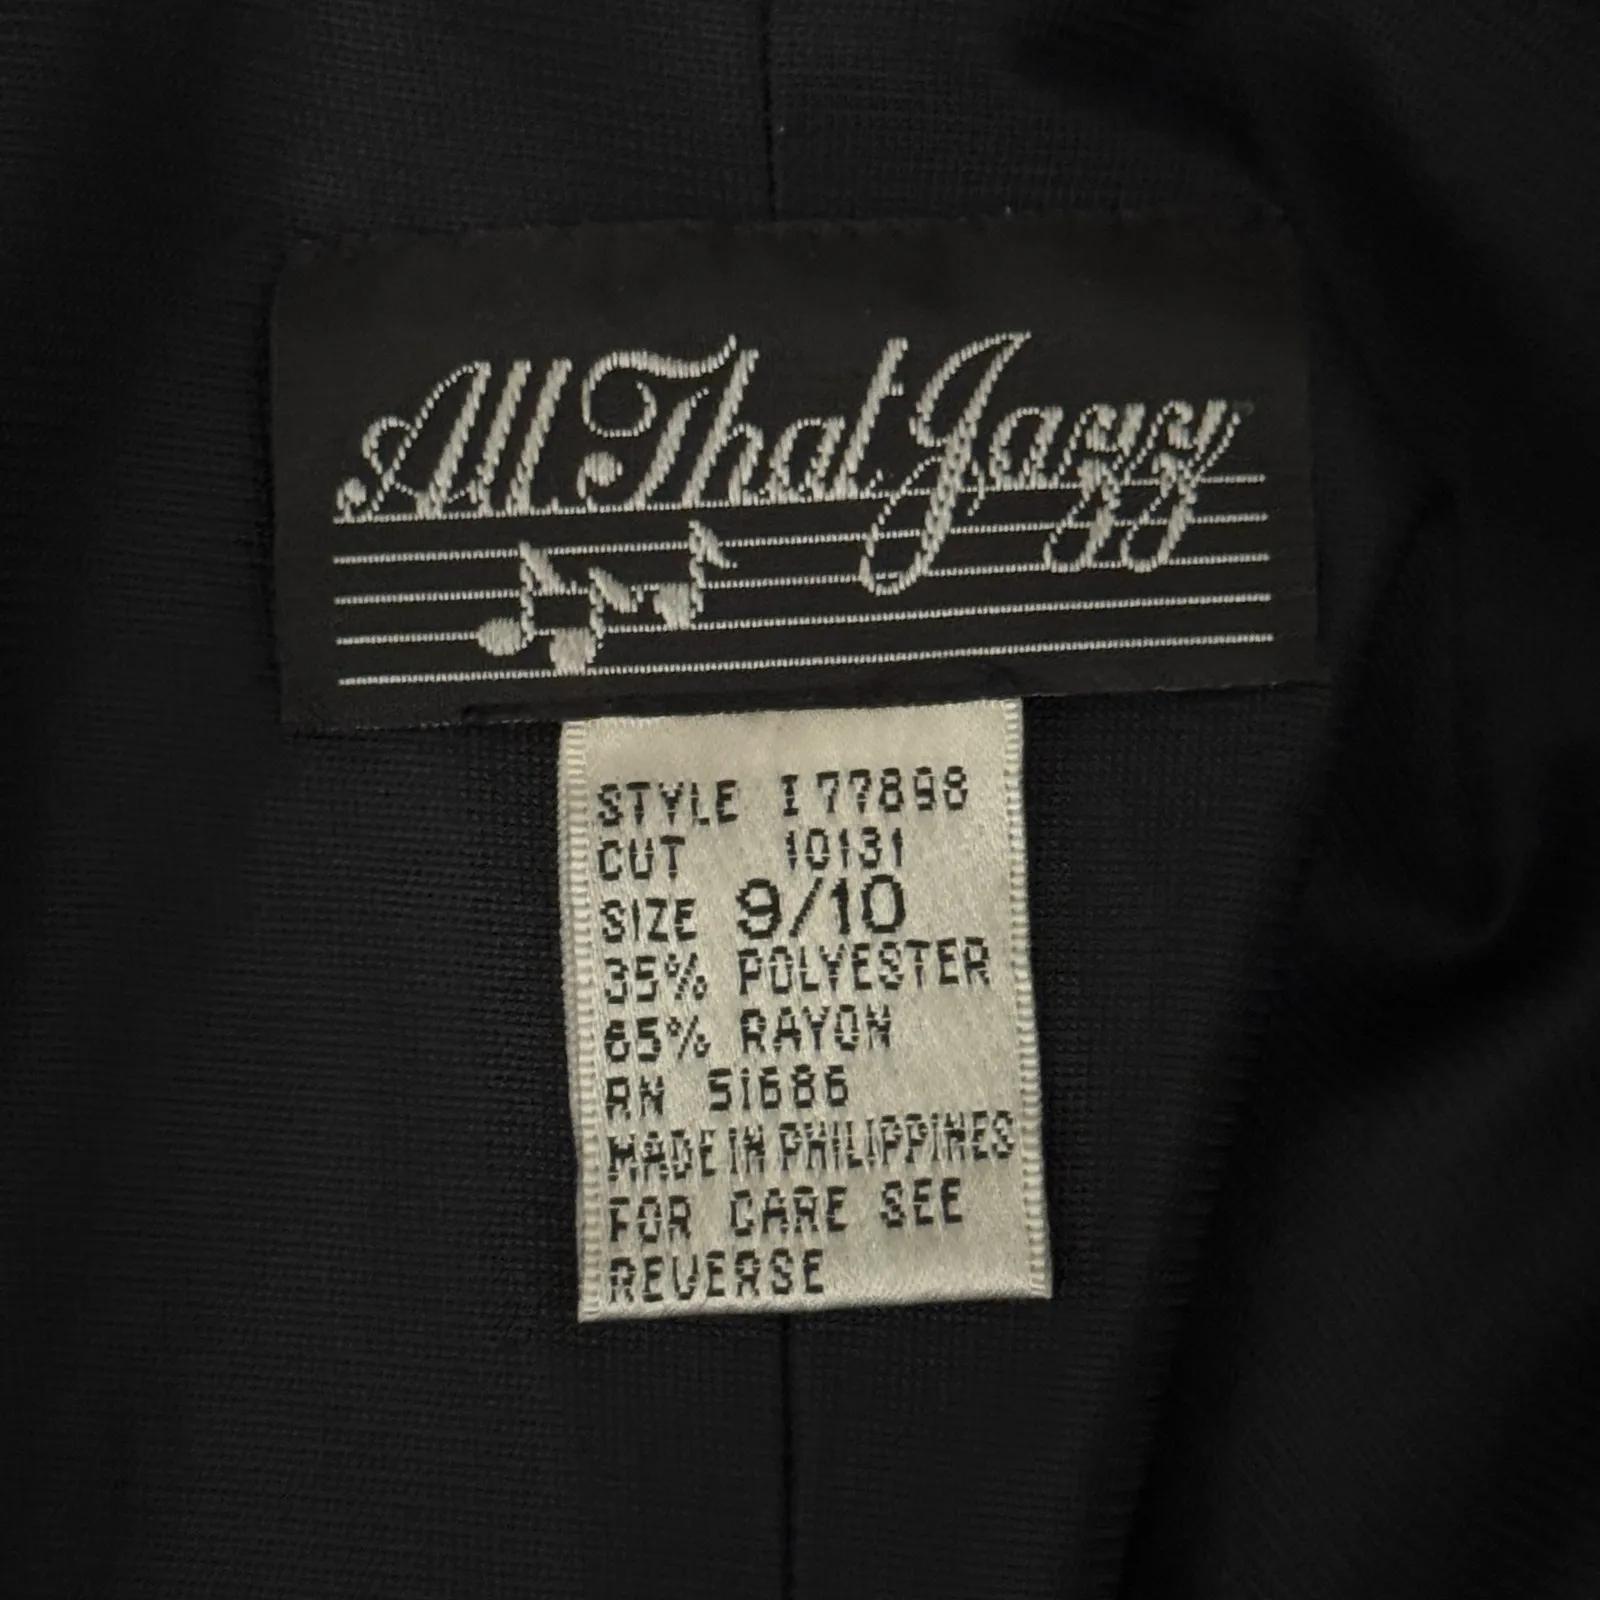 All That Jazz
STYLE I77898
CUT 10131
SIZE 9/10
35% POLYESTER
65% RAYON
RN 51686
MADE IN PHILIPPINES
FOR CARE SEE
REVERSE